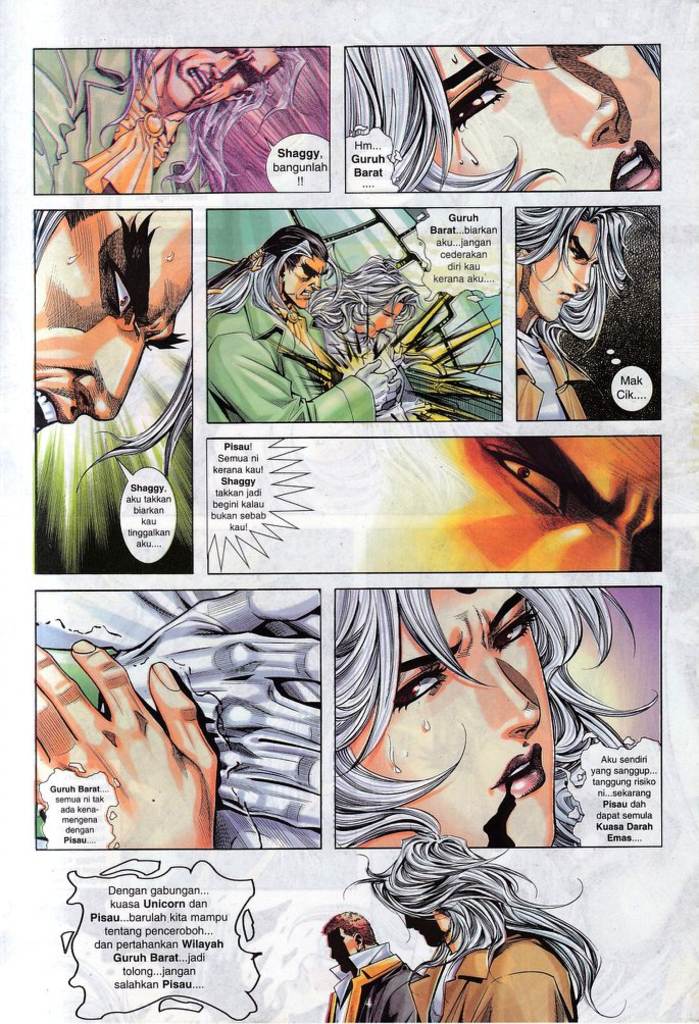 Shaggy,
bangunlah
!!
Hm...
Guruh
Barat
....
Shaggy,
aku takkan
biarkan
kau
tinggalkan
aku....
Guruh
Barat...biarkan
aku...jangan
cederakan
diri kau
kerana aku....
Mak
Cik....
Pisau!
Semua ni
kerana kau!
Shaggy
takkan jadi
begini kalau
bukan sebab
kau!
Guruh Barat....
semua ni tak
ada kena-
mengena
dengan
Pisau....
Aku sendiri
yang sanggup...
tanggung risiko
ni...sekarang
Pisau dah
dapat semula
Kuasa Darah
Emas....
Dengan gabungan...
kuasa Unicorn dan
Pisau...barulah kita mampu
tentang penceroboh...
dan pertahankan Wilayah
Guruh Barat...jadi
tolong...jangan
salahkan Pisau....